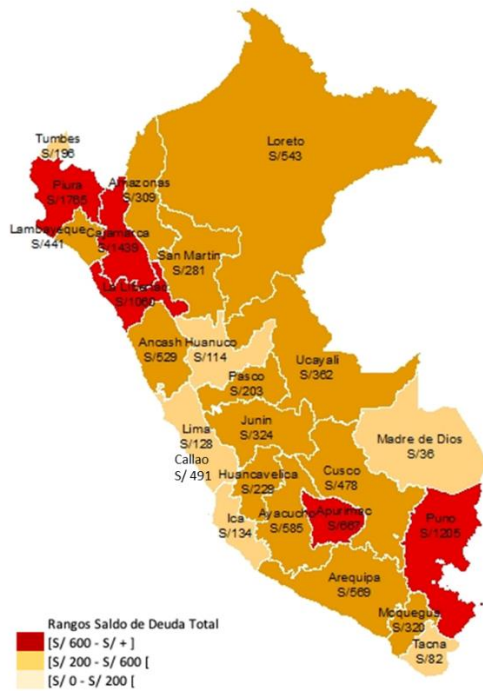 Tumbes
S/196
Loreto
S/543
Piura
S/1765
Amazonas
S/309
Lambayeque
S/441
Cajamarca
S/1439
San Martin
S/281
La Libertad
S/1060
Ancash
S/529
Huanuco
S/114
Ucayali
S/362
Pasco
S/203
Lima
S/128
Callao
S/ 491
Junin
S/324
Madre de Dios
S/36
Huancavelica
S/229
Cusco
S/478
Ica
S/134
Ayacucho
S/585
Apurimac
S/667
Puno
S/1205
Arequipa
S/569
Moquegua
S/320
Tacna
S/82
Rangos Saldo de Deuda Total
[S/ 600 - S/ + ]
[S/ 200 - S/ 600 [
[S/ 0 - S/ 200 [